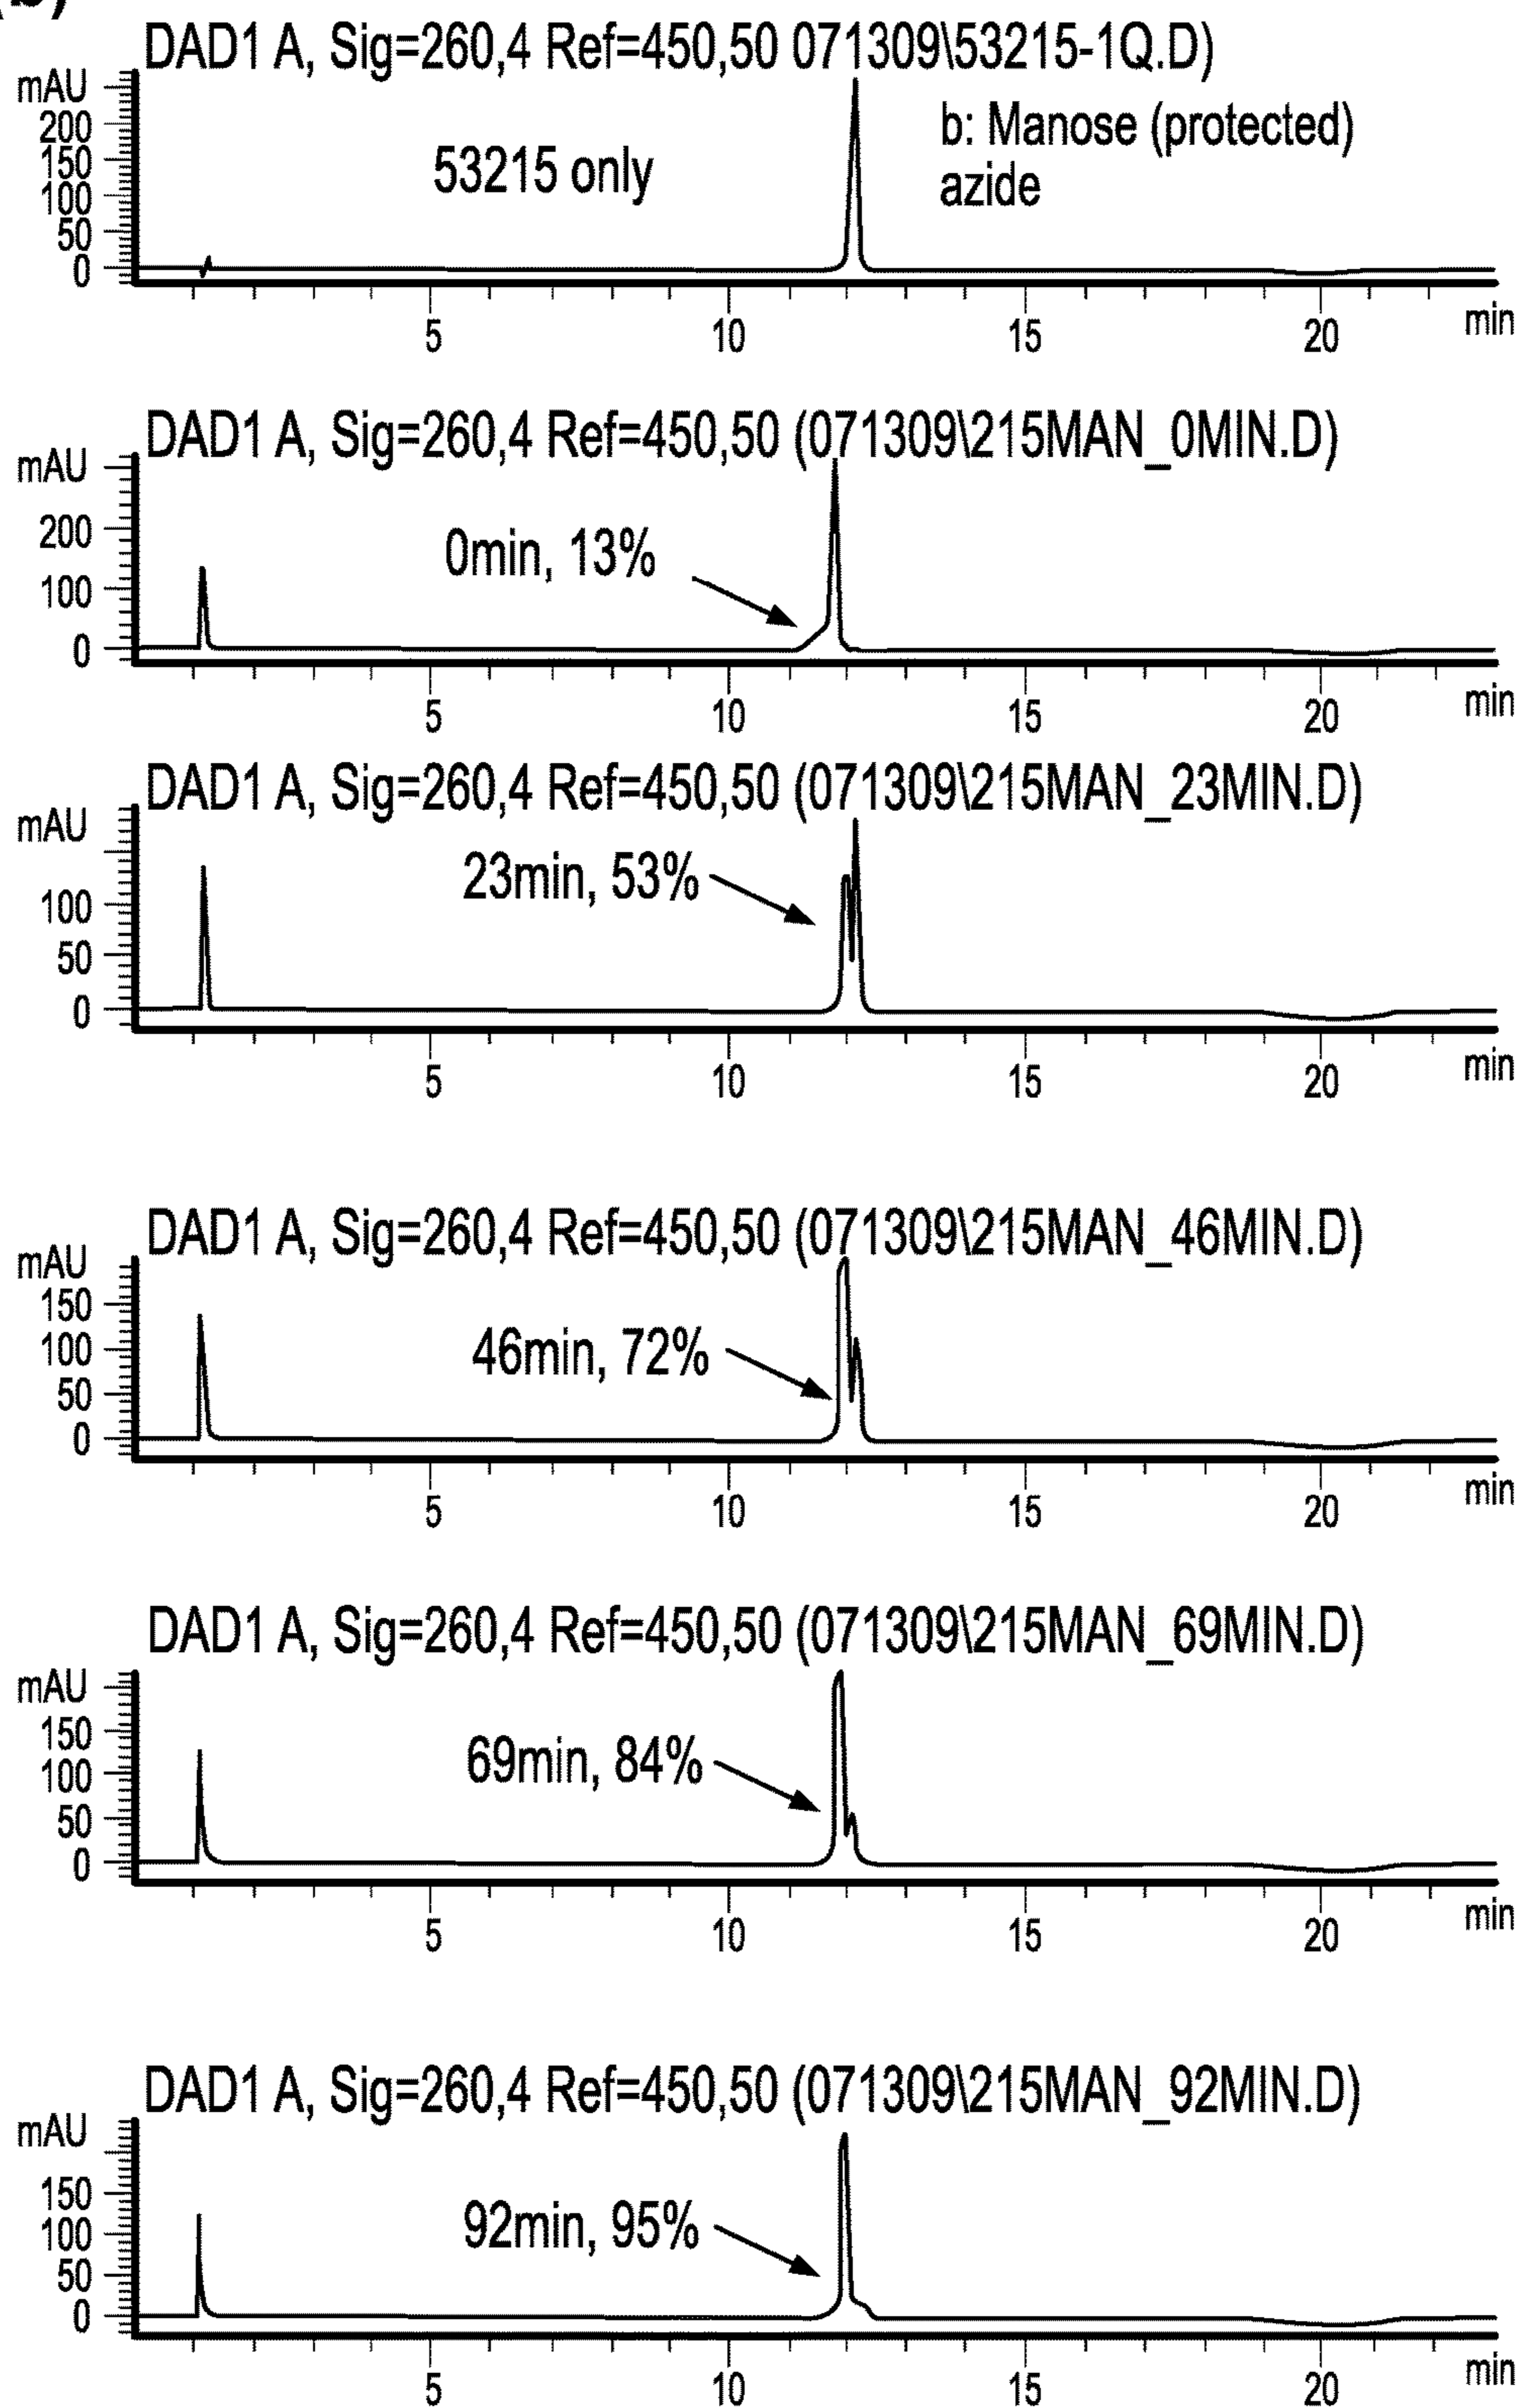 (b)
DAD1 A, Sig=260,4 Ref=450,50 071309\53215-1Q.D)
mAU
200
150
100
50
0
53215 only
b: Manose (protected)
azide
5 10 15 20 min
DAD1 A, Sig=260,4 Ref=450,50 (071309\215MAN_0MIN.D)
mAU
200
100
0
0min, 13%
5 10 15 20 min
DAD1 A, Sig=260,4 Ref=450,50 (071309\215MAN_23MIN.D)
mAU
100
50
0
23min, 53%
5 10 15 20 min
DAD1 A, Sig=260,4 Ref=450,50 (071309\215MAN_46MIN.D)
mAU
150
100
50
0
46min, 72%
5 10 15 20 min
DAD1 A, Sig=260,4 Ref=450,50 (071309\215MAN_69MIN.D)
mAU
150
100
50
0
69min, 84%
5 10 15 20 min
DAD1 A, Sig=260,4 Ref=450,50 (071309\215MAN_92MIN.D)
mAU
150
100
50
0
92min, 95%
5 10 15 20 min